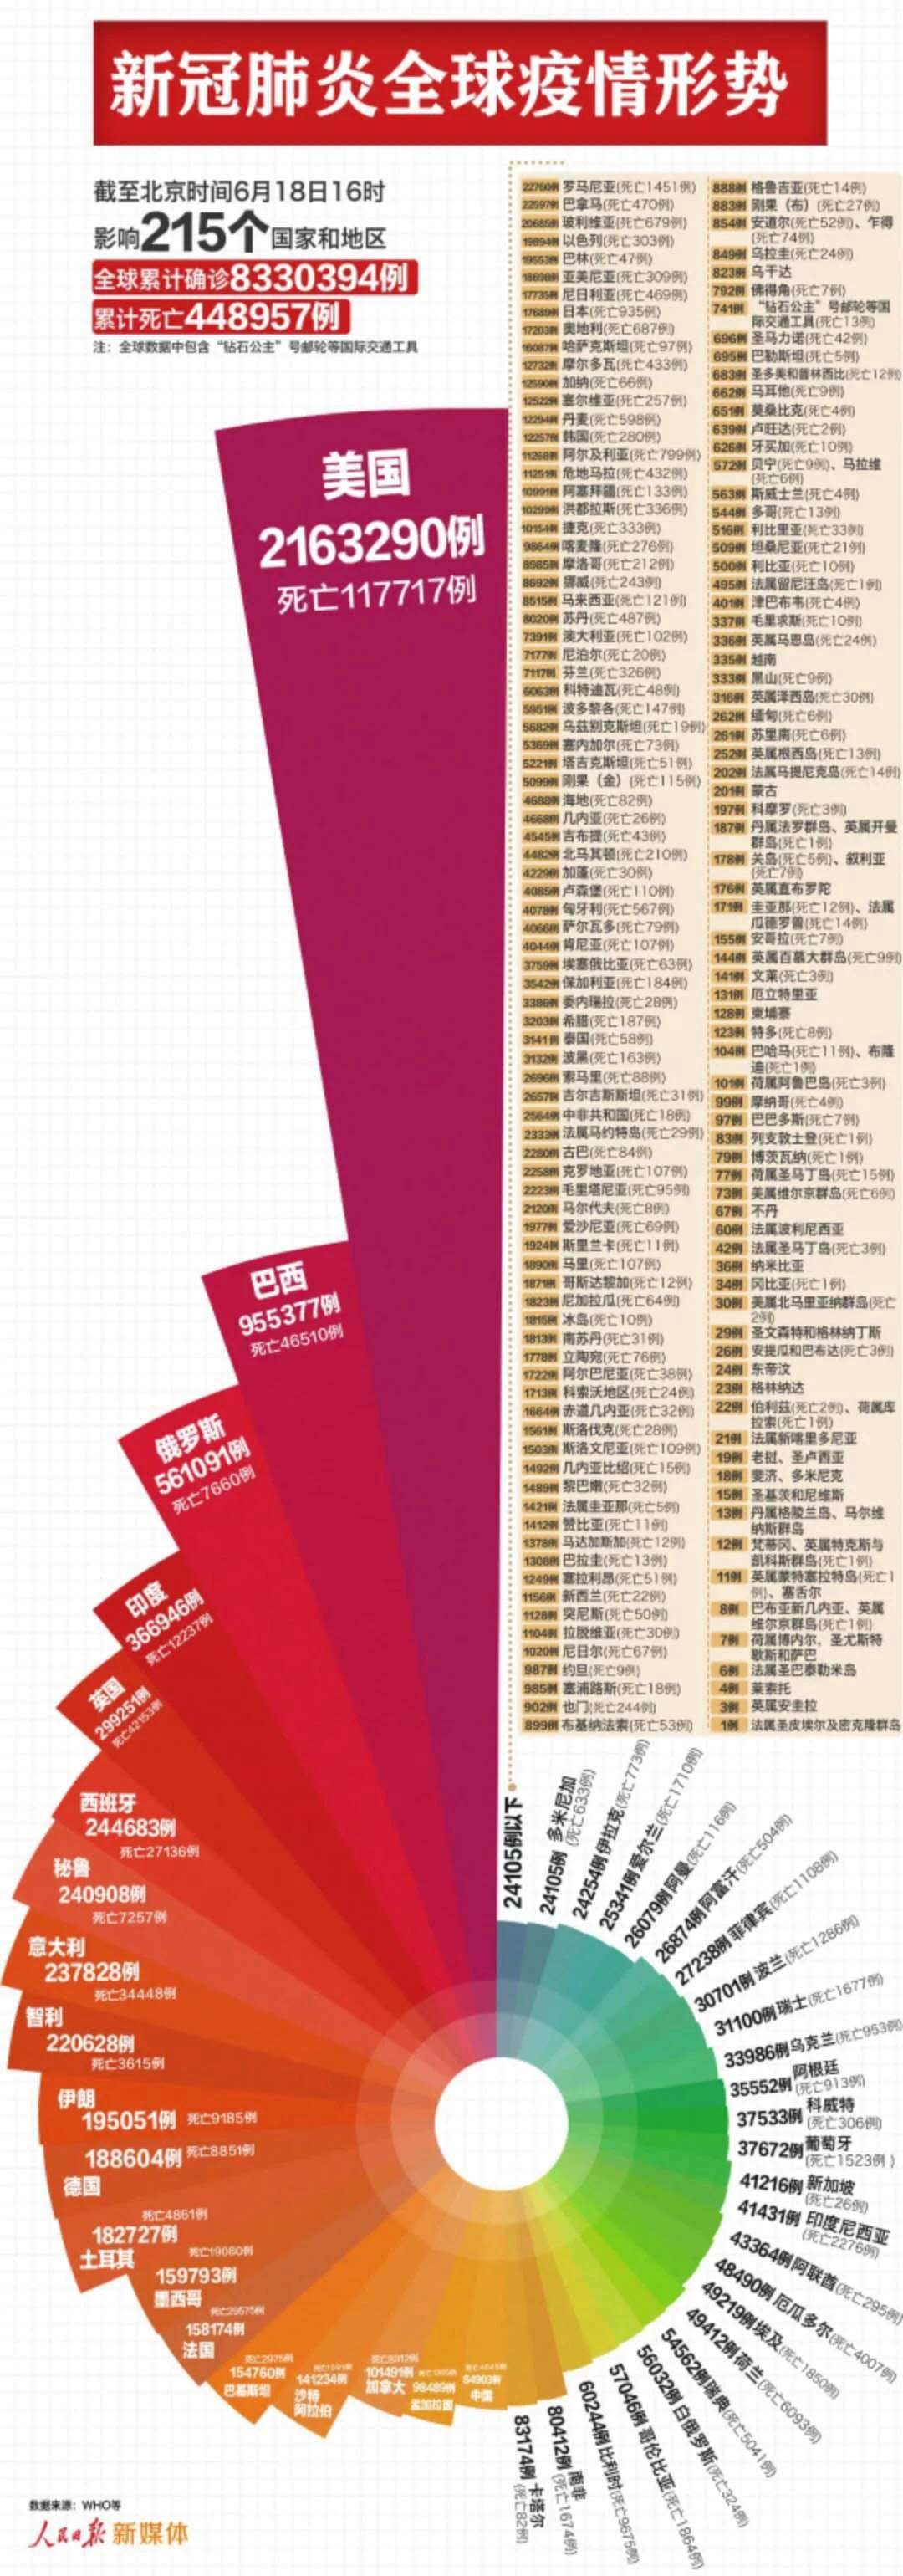 新冠肺炎全球疫情形势
截至北京时间6月18日16时
影响215个国家和地区
全球累计确诊8330394例
累计死亡448957例
注：全球数据中包含“钻石公主”号邮轮等国际交通工具
美国
2163290例
死亡117717例
巴西
955377例
死亡46510例
俄罗斯
561091例
死亡7660例
印度
366946例
死亡12237例
英国
299251例
死亡42153例
西班牙
244683例
死亡27136例
秘鲁
240908例
死亡7257例
意大利
237828例
死亡34448例
智利
220628例
死亡3615例
伊朗
195051例 死亡9185例
188604例 死亡8851例
德国
死亡4861例
182727例
土耳其
死亡19080例
159793例
墨西哥
死亡29575例
158174例
法国
死亡2975例
154760例
巴基斯坦
141234例
沙特
阿拉伯
死亡8312例
101491例
加拿大
98489例
孟加拉国
84903例
中国
83174例 卡塔尔
(死亡82例)
80412例 南非
(死亡1674例)
60244例 比利时(死亡9675例)
57046例 哥伦比亚(死亡1864例)
56032例 白俄罗斯(死亡324例)
54562例瑞典(死亡5041例)
49412例荷兰(死亡6093例)
49219例埃及(死亡1850例)
48490例 厄瓜多尔(死亡4007例)
43364例阿联酋(死亡295例)
41431例 印度尼西亚
(死亡2276例)
41216例 新加坡
(死亡26例)
37672例 葡萄牙
(死亡1523例)
37533例 科威特
(死亡306例)
35552例 阿根廷
(死亡913例)
33986例乌克兰(死亡953例)
31100例瑞士(死亡1677例)
30701例 波兰(死亡1286例)
27238例 菲律宾(死亡1108例)
26874例阿富汗(死亡504例)
26079例 阿曼(死亡116例)
25341例爱尔兰(死亡1710例)
24254例伊拉克(死亡773例)
24105例 多米尼加
(死亡633例)
24105例以下
22760例 罗马尼亚(死亡1451例)
22597例 巴拿马(死亡470例)
20685例 玻利维亚(死亡679例)
19894例 以色列(死亡303例)
19553例 巴林(死亡47例)
18698例 亚美尼亚(死亡309例)
17735例 尼日利亚(死亡469例)
17689例 日本(死亡935例)
17203例 奥地利(死亡687例)
16087例 哈萨克斯坦(死亡97例)
12732例 摩尔多瓦(死亡433例)
12590例 加纳(死亡66例)
12522例 塞尔维亚(死亡257例)
12294例 丹麦(死亡598例)
12257例 韩国(死亡280例)
11268例 阿尔及利亚(死亡799例)
11251例 危地马拉(死亡432例)
10991例 阿塞拜疆(死亡133例)
10299例 洪都拉斯(死亡336例)
10154例 捷克(死亡333例)
9864例 喀麦隆(死亡276例)
8985例 摩洛哥(死亡212例)
8692例 挪威(死亡243例)
8515例 马来西亚(死亡121例)
8020例 苏丹(死亡487例)
7391例 澳大利亚(死亡102例)
7177例 尼泊尔(死亡20例)
7117例 芬兰(死亡326例)
6063例 科特迪瓦(死亡48例)
5951例 波多黎各(死亡147例)
5682例 乌兹别克斯坦(死亡19例)
5369例 塞内加尔(死亡73例)
5221例 塔吉克斯坦(死亡51例)
5099例 刚果（金）(死亡115例)
4688例 海地(死亡82例)
4668例 几内亚(死亡26例)
4545例 吉布提(死亡43例)
4482例 北马其顿(死亡210例)
4229例 加蓬(死亡30例)
4085例 卢森堡(死亡110例)
4078例 匈牙利(死亡567例)
4066例 萨尔瓦多(死亡79例)
4044例 肯尼亚(死亡107例)
3759例 埃塞俄比亚(死亡63例)
3542例 保加利亚(死亡184例)
3386例 委内瑞拉(死亡28例)
3203例 希腊(死亡187例)
3141例 泰国(死亡58例)
3132例 波黑(死亡163例)
2696例 索马里(死亡88例)
2657例 吉尔吉斯斯坦(死亡31例)
2564例 中非共和国(死亡18例)
2333例 法属马约特岛(死亡29例)
2280例 古巴(死亡84例)
2258例 克罗地亚(死亡107例)
2223例 毛里塔尼亚(死亡95例)
2120例 马尔代夫(死亡8例)
1977例 爱沙尼亚(死亡69例)
1924例 斯里兰卡(死亡11例)
1890例 马里(死亡107例)
1871例 哥斯达黎加(死亡12例)
1823例 尼加拉瓜(死亡64例)
1815例 冰岛(死亡10例)
1813例 南苏丹(死亡31例)
1778例 立陶宛(死亡76例)
1722例 阿尔巴尼亚(死亡38例)
1713例 科索沃地区(死亡24例)
1664例 赤道几内亚(死亡32例)
1561例 斯洛伐克(死亡28例)
1503例 斯洛文尼亚(死亡109例)
1492例 几内亚比绍(死亡15例)
1489例 黎巴嫩(死亡32例)
1421例 法属圭亚那(死亡5例)
1412例 赞比亚(死亡11例)
1378例 马达加斯加(死亡12例)
1308例 巴拉圭(死亡13例)
1249例 塞拉利昂(死亡51例)
1156例 新西兰(死亡22例)
1128例 突尼斯(死亡50例)
1104例 拉脱维亚(死亡30例)
1020例 尼日尔(死亡67例)
987例 约旦(死亡9例)
985例 塞浦路斯(死亡18例)
902例 也门(死亡244例)
899例 布基纳法索(死亡53例)
888例 格鲁吉亚(死亡14例)
883例 刚果（布）(死亡27例)
854例 安道尔(死亡52例)、乍得
(死亡74例)
849例 乌拉圭(死亡24例)
823例 乌干达
792例 佛得角(死亡7例)
741例 “钻石公主”号邮轮等国
际交通工具(死亡13例)
696例 圣马力诺(死亡42例)
695例 巴勒斯坦(死亡5例)
683例 圣多美和普林西比(死亡12例)
662例 马耳他(死亡9例)
651例 莫桑比克(死亡4例)
639例 卢旺达(死亡2例)
626例 牙买加(死亡10例)
572例 贝宁(死亡9例)、马拉维
(死亡6例)
563例 斯威士兰(死亡4例)
544例 多哥(死亡13例)
516例 利比里亚(死亡33例)
509例 坦桑尼亚(死亡21例)
500例 利比亚(死亡10例)
495例 法属留尼汪岛(死亡1例)
401例 津巴布韦(死亡4例)
337例 毛里求斯(死亡10例)
336例 英属马恩岛(死亡24例)
335例 越南
333例 黑山(死亡9例)
316例 英属泽西岛(死亡30例)
262例 缅甸(死亡6例)
261例 苏里南(死亡6例)
252例 英属根西岛(死亡13例)
202例 法属马提尼克岛(死亡14例)
201例 蒙古
197例 科摩罗(死亡3例)
187例 丹属法罗群岛、英属开曼
群岛(死亡1例)
178例 关岛(死亡5例)、叙利亚
(死亡7例)
176例 英属直布罗陀
171例 圭亚那(死亡12例)、法属
瓜德罗普(死亡14例)
155例 安哥拉(死亡7例)
144例 英属百慕大群岛(死亡9例)
141例 文莱(死亡3例)
131例 厄立特里亚
128例 柬埔寨
123例 特多(死亡8例)
104例 巴哈马(死亡11例)、布隆
迪(死亡1例)
101例 荷属阿鲁巴岛(死亡3例)
99例 摩纳哥(死亡4例)
97例 巴巴多斯(死亡7例)
83例 列支敦士登(死亡1例)
79例 博茨瓦纳(死亡1例)
77例 荷属圣马丁岛(死亡15例)
73例 美属维尔京群岛(死亡6例)
67例 不丹
60例 法属波利尼西亚
42例 法属圣马丁岛(死亡3例)
36例 纳米比亚
34例 冈比亚(死亡1例)
30例 美属北马里亚纳群岛(死亡
2例)
29例 圣文森特和格林纳丁斯
26例 安提瓜和巴布达(死亡3例)
24例 东帝汶
23例 格林纳达
22例 伯利兹(死亡2例)、荷属库
拉索(死亡1例)
21例 法属新喀里多尼亚
19例 老挝、圣卢西亚
18例 斐济、多米尼克
15例 圣基茨和尼维斯
13例 丹属格陵兰岛、马尔维
纳斯群岛
12例 梵蒂冈、英属特克斯与
凯科斯群岛(死亡1例)
11例 英属蒙特塞拉特岛(死亡1
例)、塞舌尔
8例 巴布亚新几内亚、英属
维尔京群岛(死亡1例)
7例 荷属博内尔，圣尤斯特
歇斯和萨巴
6例 法属圣巴泰勒米岛
4例 莱索托
3例 英属安圭拉
1例 法属圣皮埃尔及密克隆群岛
数据来源：WHO等
人民日报 新媒体